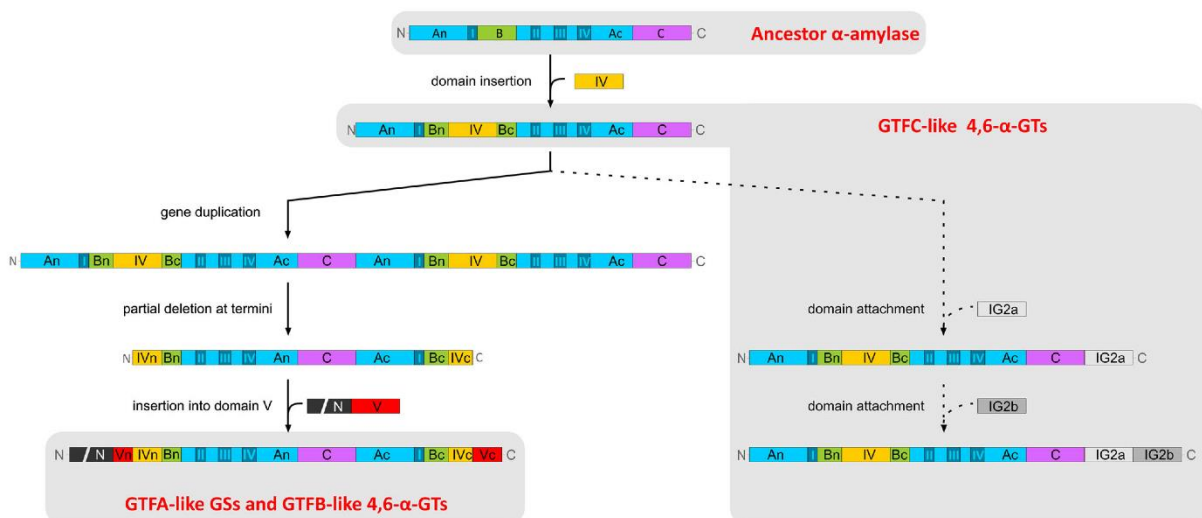 N An I B II III IV Ac C C Ancestor α-amylase
domain insertion IV
N An I Bn IV Bc II III IV Ac C C GTFC-like 4,6-α-GTs
gene duplication
N An I Bn IV Bc II III IV Ac C An I Bn IV Bc II III IV Ac C C
partial deletion at termini domain attachment IG2a
N IVn Bn II III IV An C Ac I Bc IVc C N An I Bn IV Bc II III IV Ac C IG2a C
insertion into domain V N V domain attachment IG2b
N N Vn IVn Bn II III IV An C Ac I Bc IVc Vc C N An I Bn IV Bc II III IV Ac C IG2a IG2b C
GTFA-like GSs and GTFB-like 4,6-α-GTs